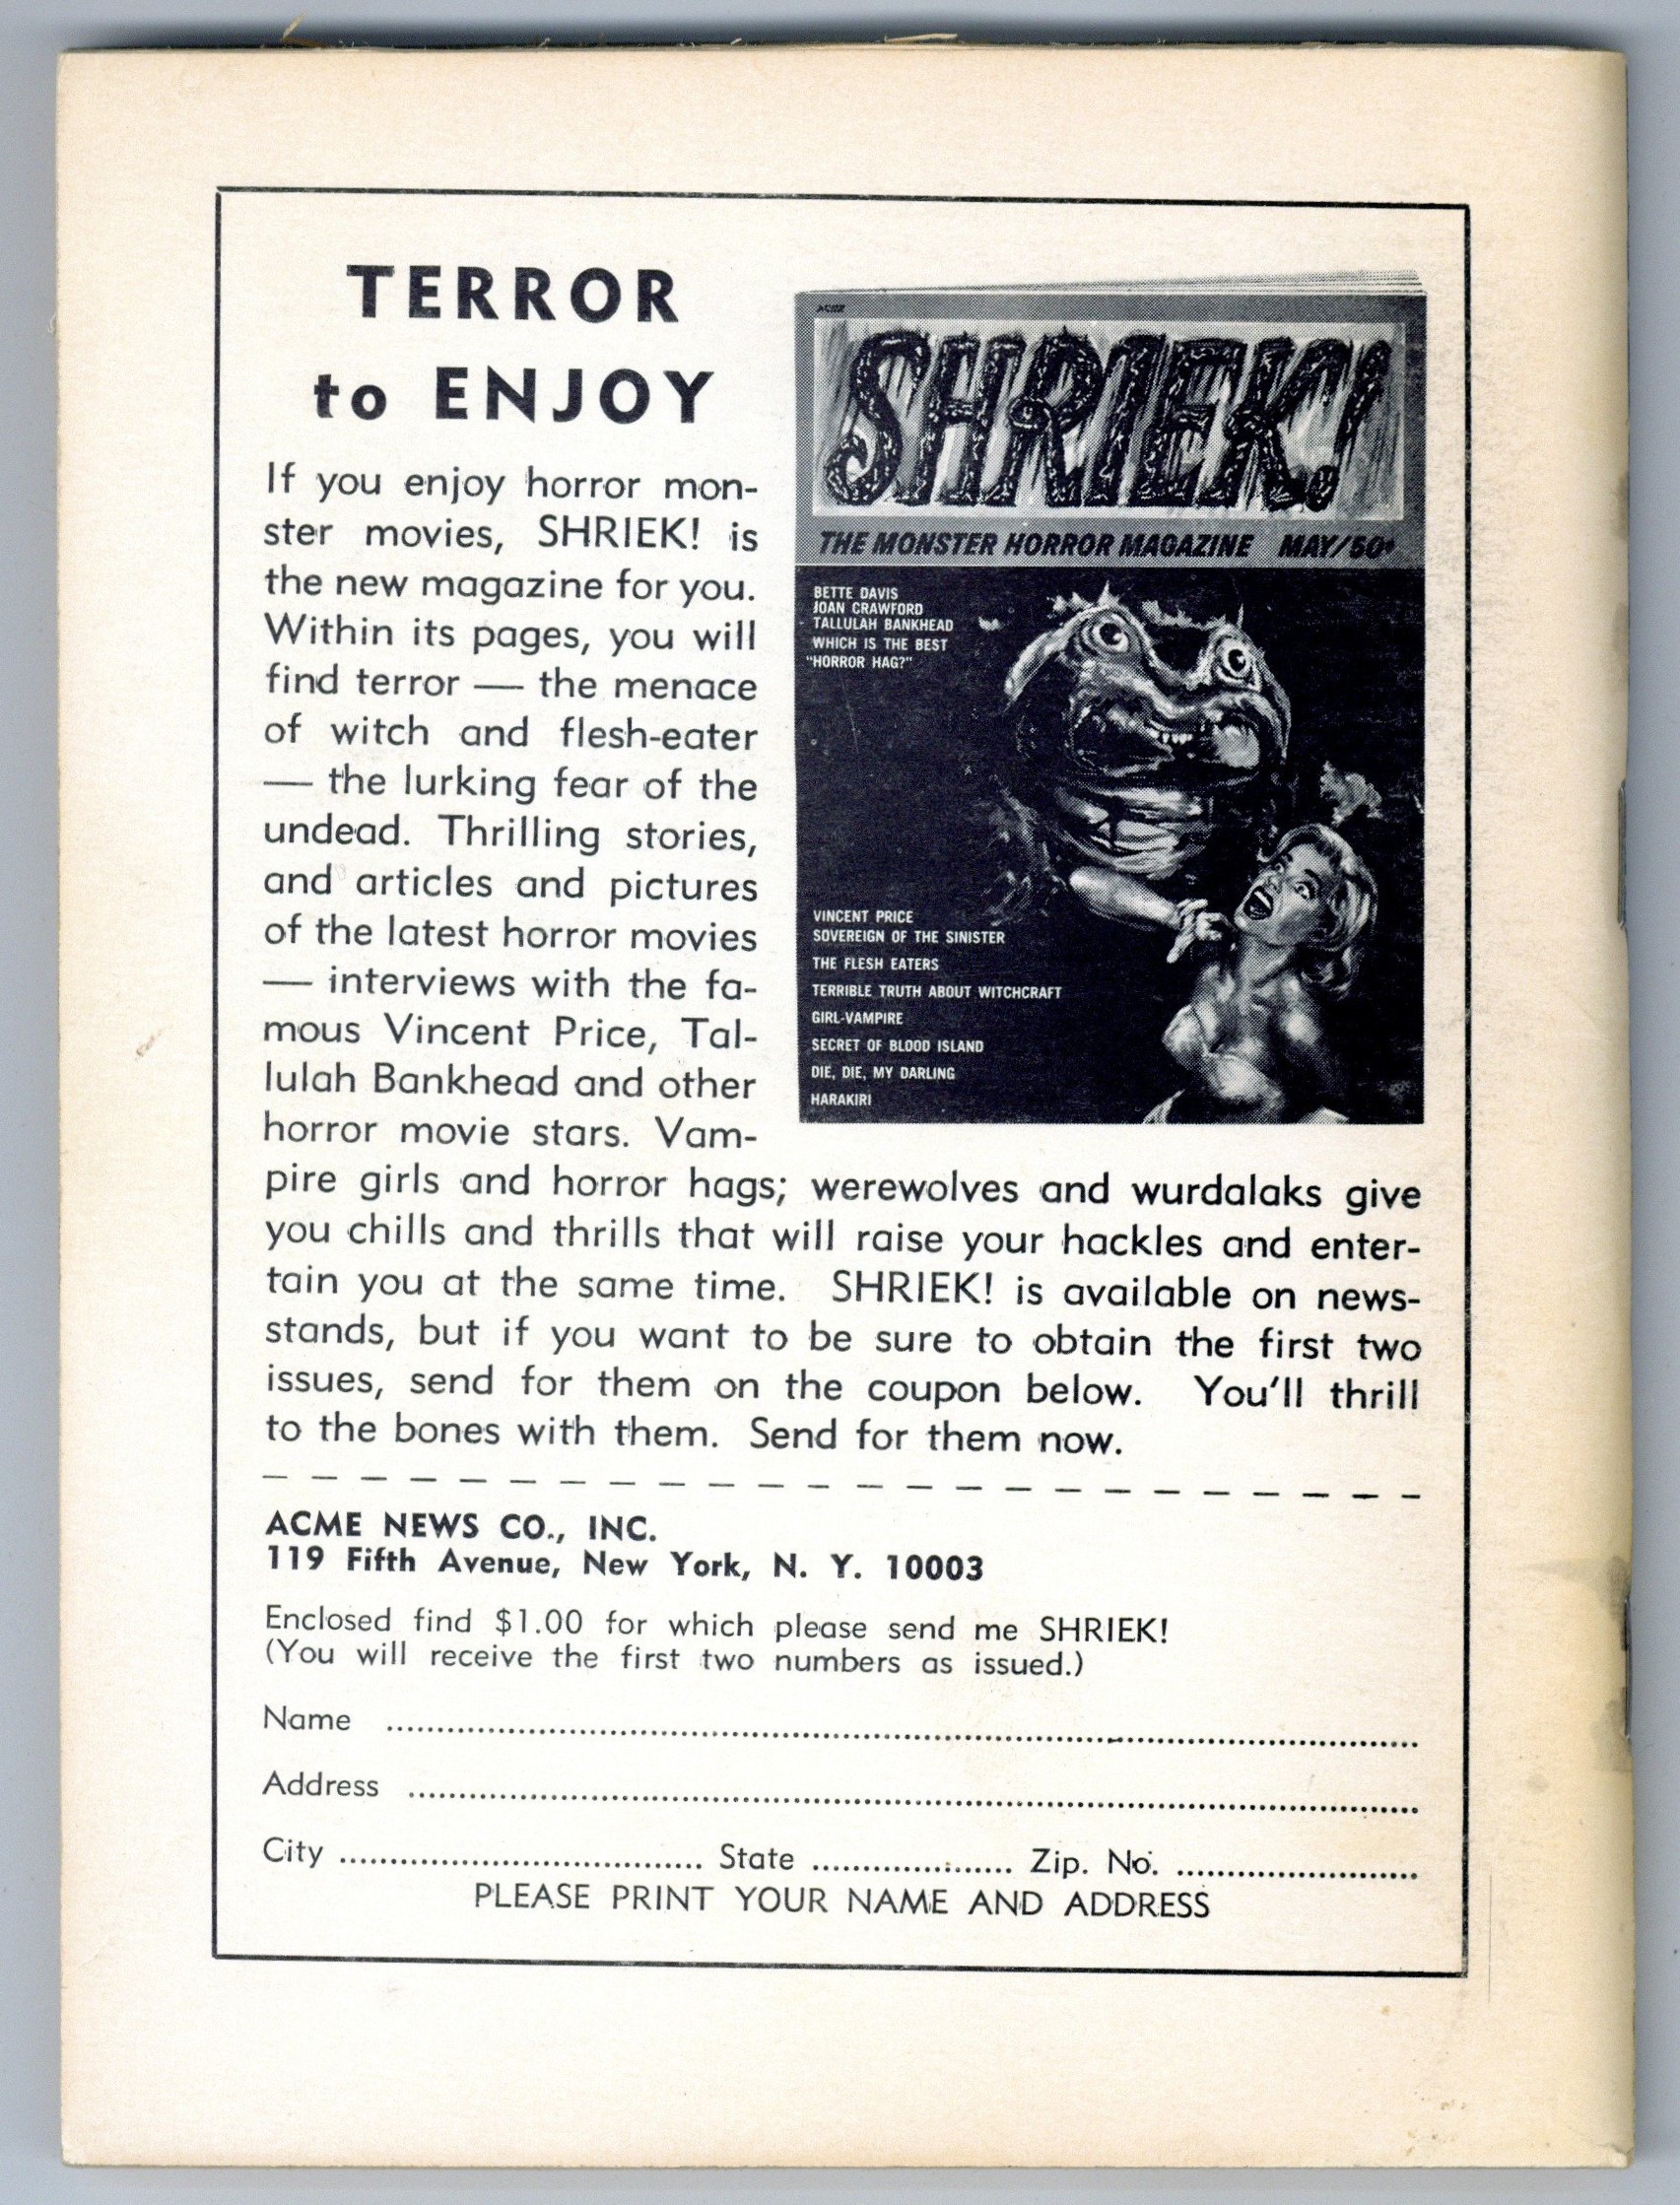 TERROR
to ENJOY
If you enjoy horror mon-
ster movies, SHRIEK! is
the new magazine for you.
Within its pages, you will
find terror — the menace
of witch and flesh-eater
— the lurking fear of the
undead. Thrilling stories,
and articles and pictures
of the latest horror movies
— interviews with the fa-
mous Vincent Price, Tal-
lulah Bankhead and other
horror movie stars. Vam-
pire girls and horror hags; werewolves and wurdalaks give
you chills and thrills that will raise your hackles and enter-
tain you at the same time. SHRIEK! is available on news-
stands, but if you want to be sure to obtain the first two
issues, send for them on the coupon below. You'll thrill
to the bones with them. Send for them now.
ACME
SHRIEK!
THE MONSTER HORROR MAGAZINE MAY/50¢
BETTE DAVIS
JOAN CRAWFORD
TALLULAH BANKHEAD
WHICH IS THE BEST
"HORROR HAG?"
VINCENT PRICE
SOVEREIGN OF THE SINISTER
THE FLESH EATERS
TERRIBLE TRUTH ABOUT WITCHCRAFT
GIRL-VAMPIRE
SECRET OF BLOOD ISLAND
DIE, DIE, MY DARLING
HARAKIRI
ACME NEWS CO., INC.
119 Fifth Avenue, New York, N. Y. 10003
Enclosed find $1.00 for which please send me SHRIEK!
(You will receive the first two numbers as issued.)
Name
Address
City State Zip. No.
PLEASE PRINT YOUR NAME AND ADDRESS